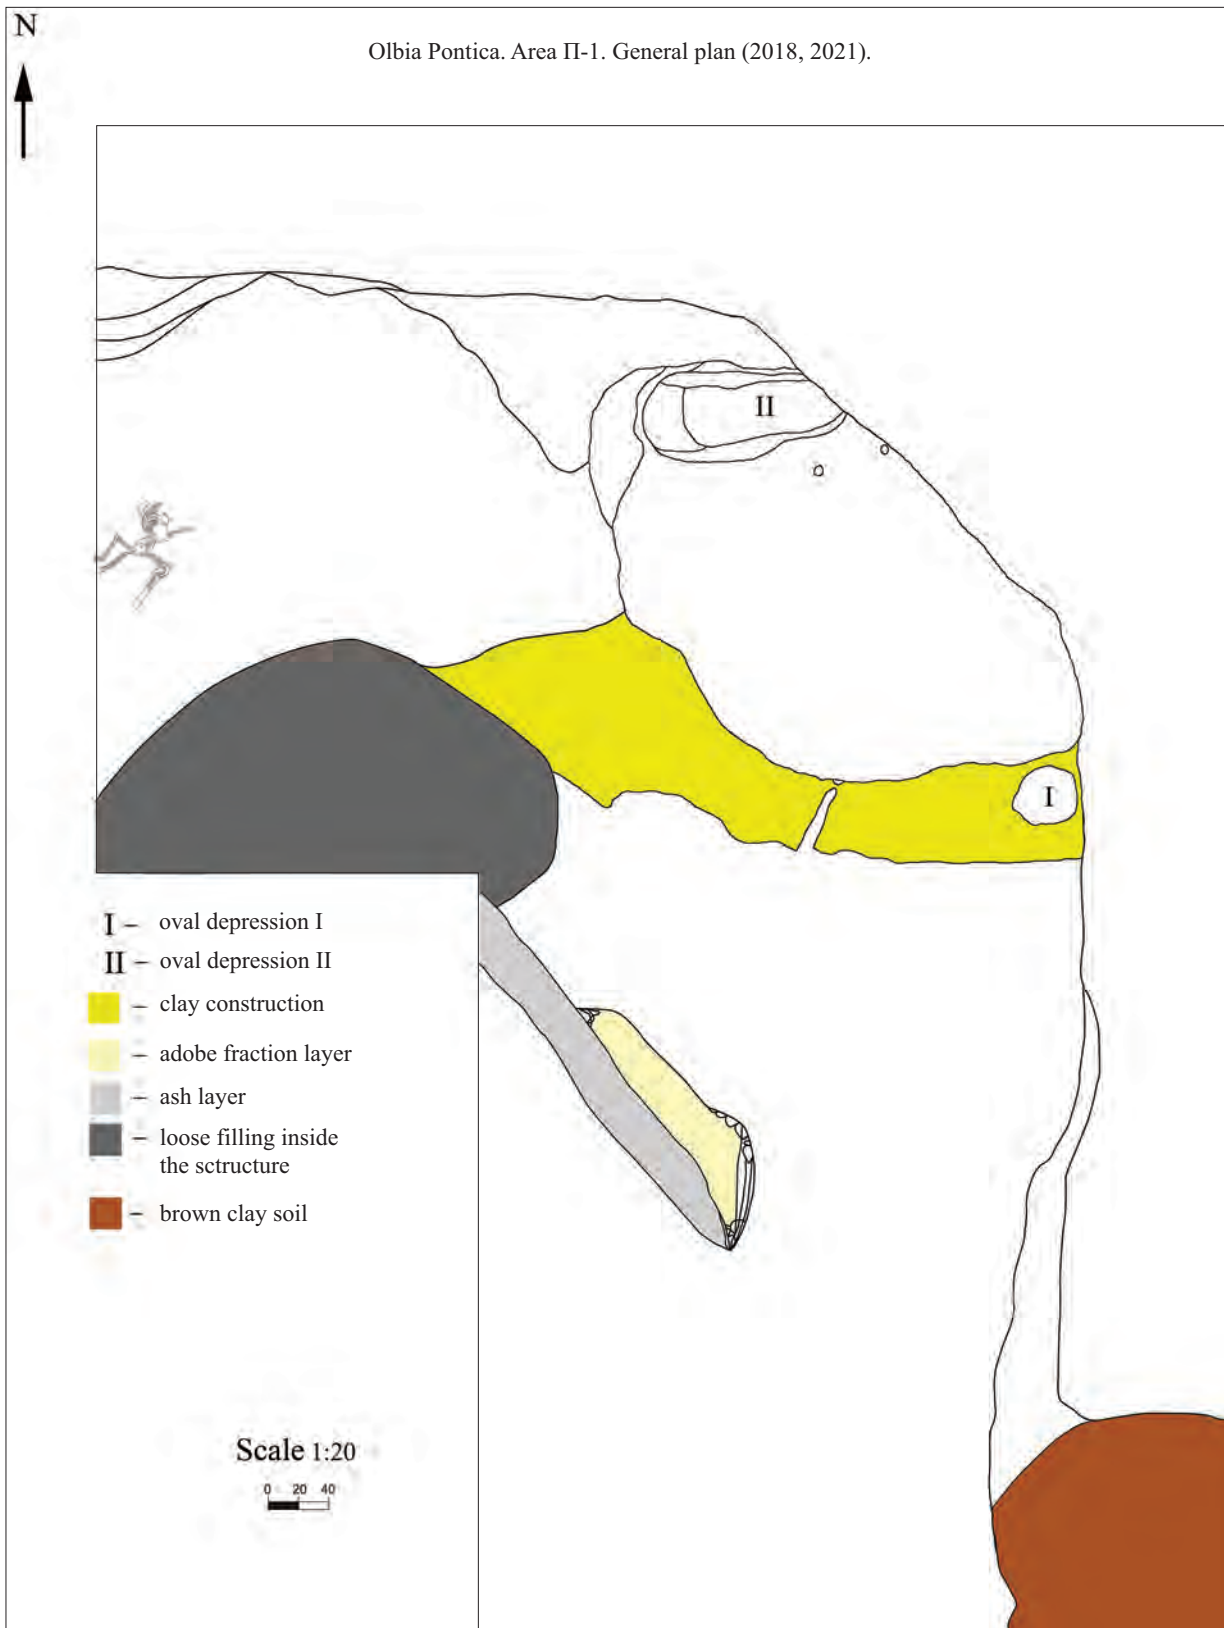 N
Olbia Pontica. Area П-1. General plan (2018, 2021).
II
I
I – oval depression I
II – oval depression II
– clay construction
– adobe fraction layer
– ash layer
– loose filling inside
the sctructure
– brown clay soil
Scale 1:20
0 20 40